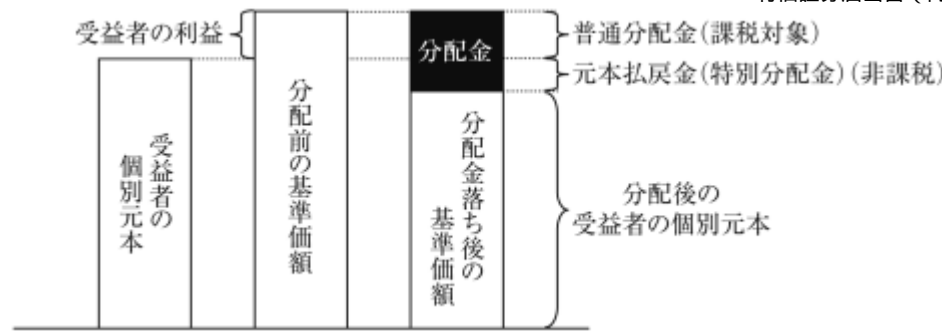 受益者の利益
分配金
普通分配金(課税対象)
元本払戻金(特別分配金)(非課税)
受益者の
個別元本
分配前の基準価額
分配金落ち後の
基準価額
分配後の
受益者の個別元本